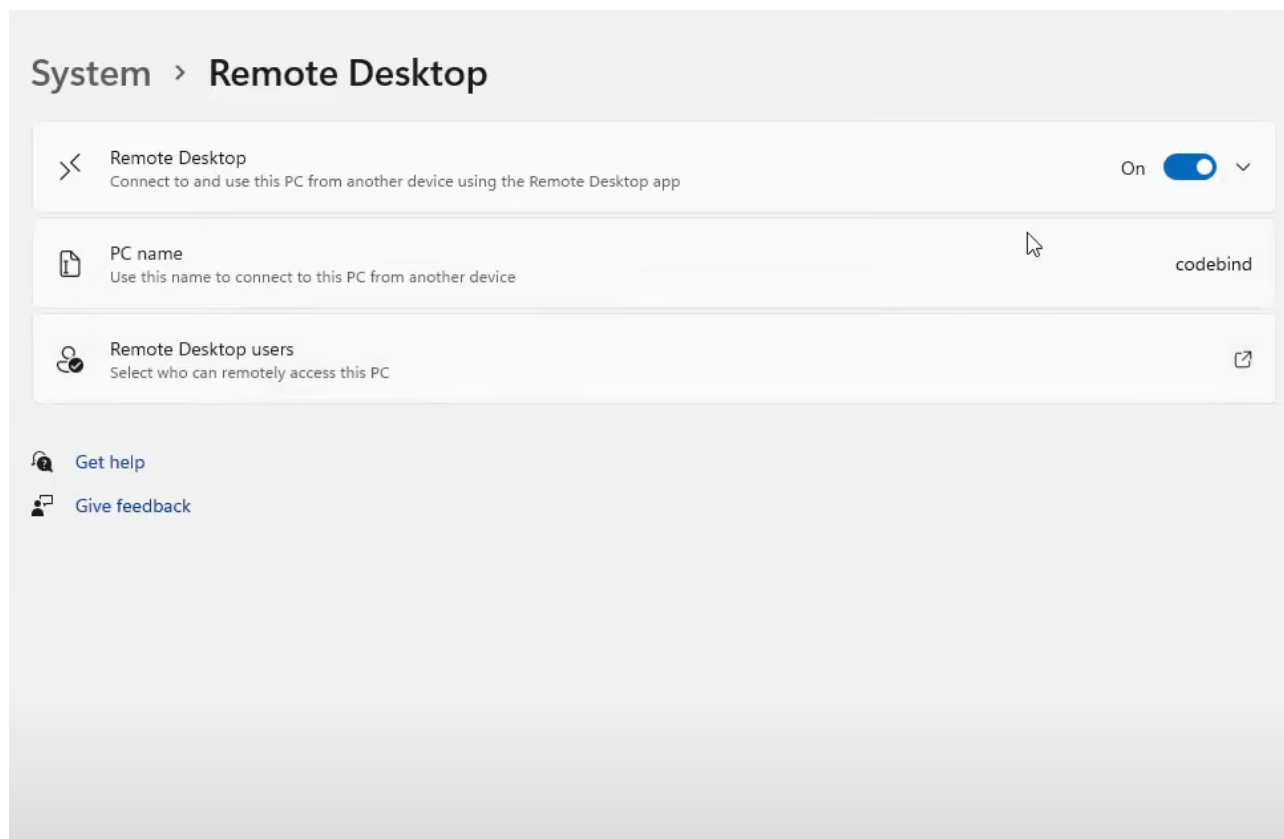 System > Remote Desktop
Remote Desktop
Connect to and use this PC from another device using the Remote Desktop app
On
PC name
Use this name to connect to this PC from another device
codebind
Remote Desktop users
Select who can remotely access this PC
Get help
Give feedback